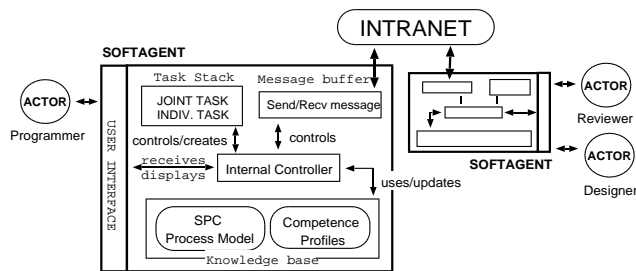 INTRANET
SOFTAGENT
Task Stack
Message buffer
JOINT TASK
INDIV. TASK
Send/Recv message
ACTOR
Programmer
USER INTERFACE
controls/creates
controls
receives
displays
Internal Controller
uses/updates
SPC
Process Model
Competence
Profiles
Knowledge base
SOFTAGENT
ACTOR
Reviewer
ACTOR
Designer